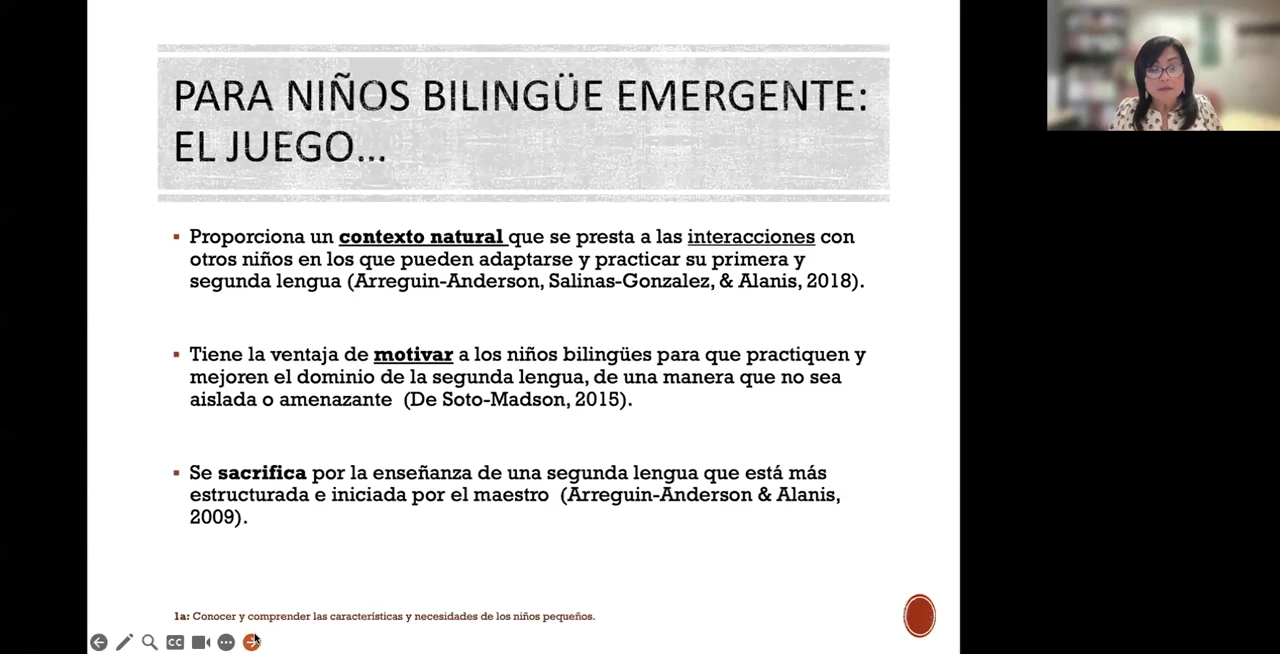 PARA NIÑOS BILINGÜE EMERGENTE:
EL JUEGO...
▪ Proporciona un contexto natural que se presta a las interacciones con
otros niños en los que pueden adaptarse y practicar su primera y
segunda lengua (Arreguin-Anderson, Salinas-Gonzalez, & Alanis, 2018).
▪ Tiene la ventaja de motivar a los niños bilingües para que practiquen y
mejoren el dominio de la segunda lengua, de una manera que no sea
aislada o amenazante (De Soto-Madson, 2015).
▪ Se sacrifica por la enseñanza de una segunda lengua que está más
estructurada e iniciada por el maestro (Arreguin-Anderson & Alanis,
2009).
1a: Conocer y comprender las características y necesidades de los niños pequeños.
CC